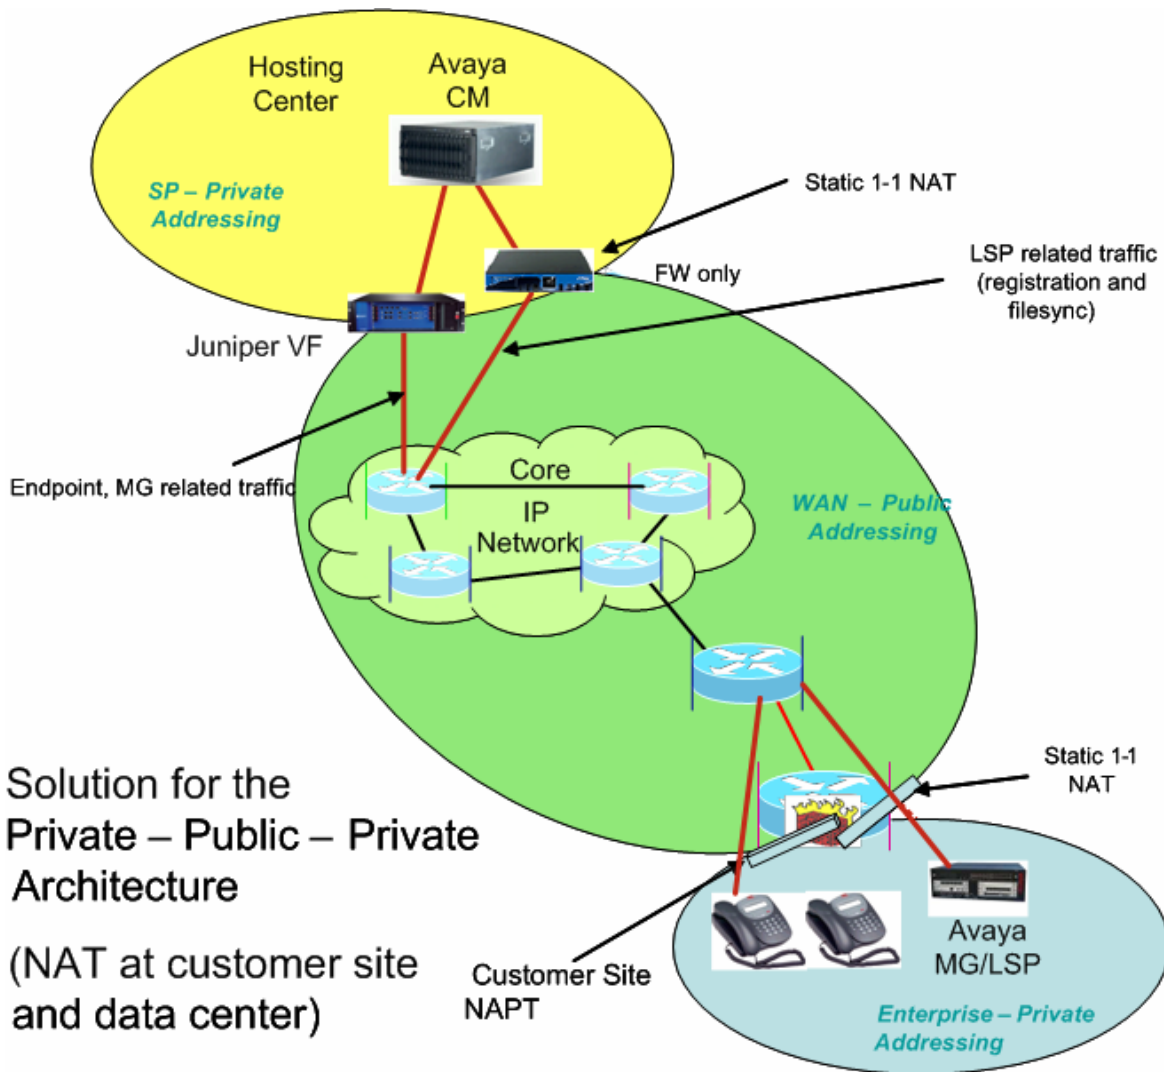 Hosting
Center
Avaya
CM
SP – Private
Addressing
Static 1-1 NAT
LSP related traffic
(registration and
filesync)
FW only
Juniper VF
Endpoint, MG related traffic
Core
IP
Network
WAN – Public
Addressing
Static 1-1
NAT
Solution for the
Private – Public – Private
Architecture
(NAT at customer site
and data center)
Customer Site
NAPT
Avaya
MG/LSP
Enterprise – Private
Addressing